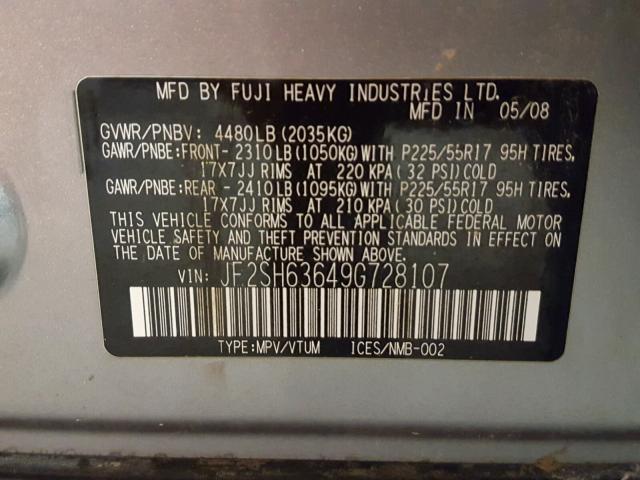 MFD BY FUJI HEAVY INDUSTRIES LTD.
MFD IN 05/08
GVWR/PNBV: 4480LB(2035KG)
GAWR/PNBE:FRONT-2310LB(1050KG)WITH P225/55R17 95H TIRES,
17X7JJ RIMS AT 220 KPA(32 PSI)COLD
GAWR/PNBE:REAR -2410LB(1095KG)WITH P225/55R17 95H TIRES,
17X7JJ RIMS AT 210 KPA(30 PSI)COLD
THIS VEHICLE CONFORMS TO ALL APPLICABLE FEDERAL MOTOR
VEHICLE SAFETY AND THEFT PREVENTION STANDARDS IN EFFECT ON
THE DATE OF MANUFACTURE SHOWN ABOVE.
VIN: JF2SH63649G728107
TYPE:MPV/VTUM ICES/NMB-002